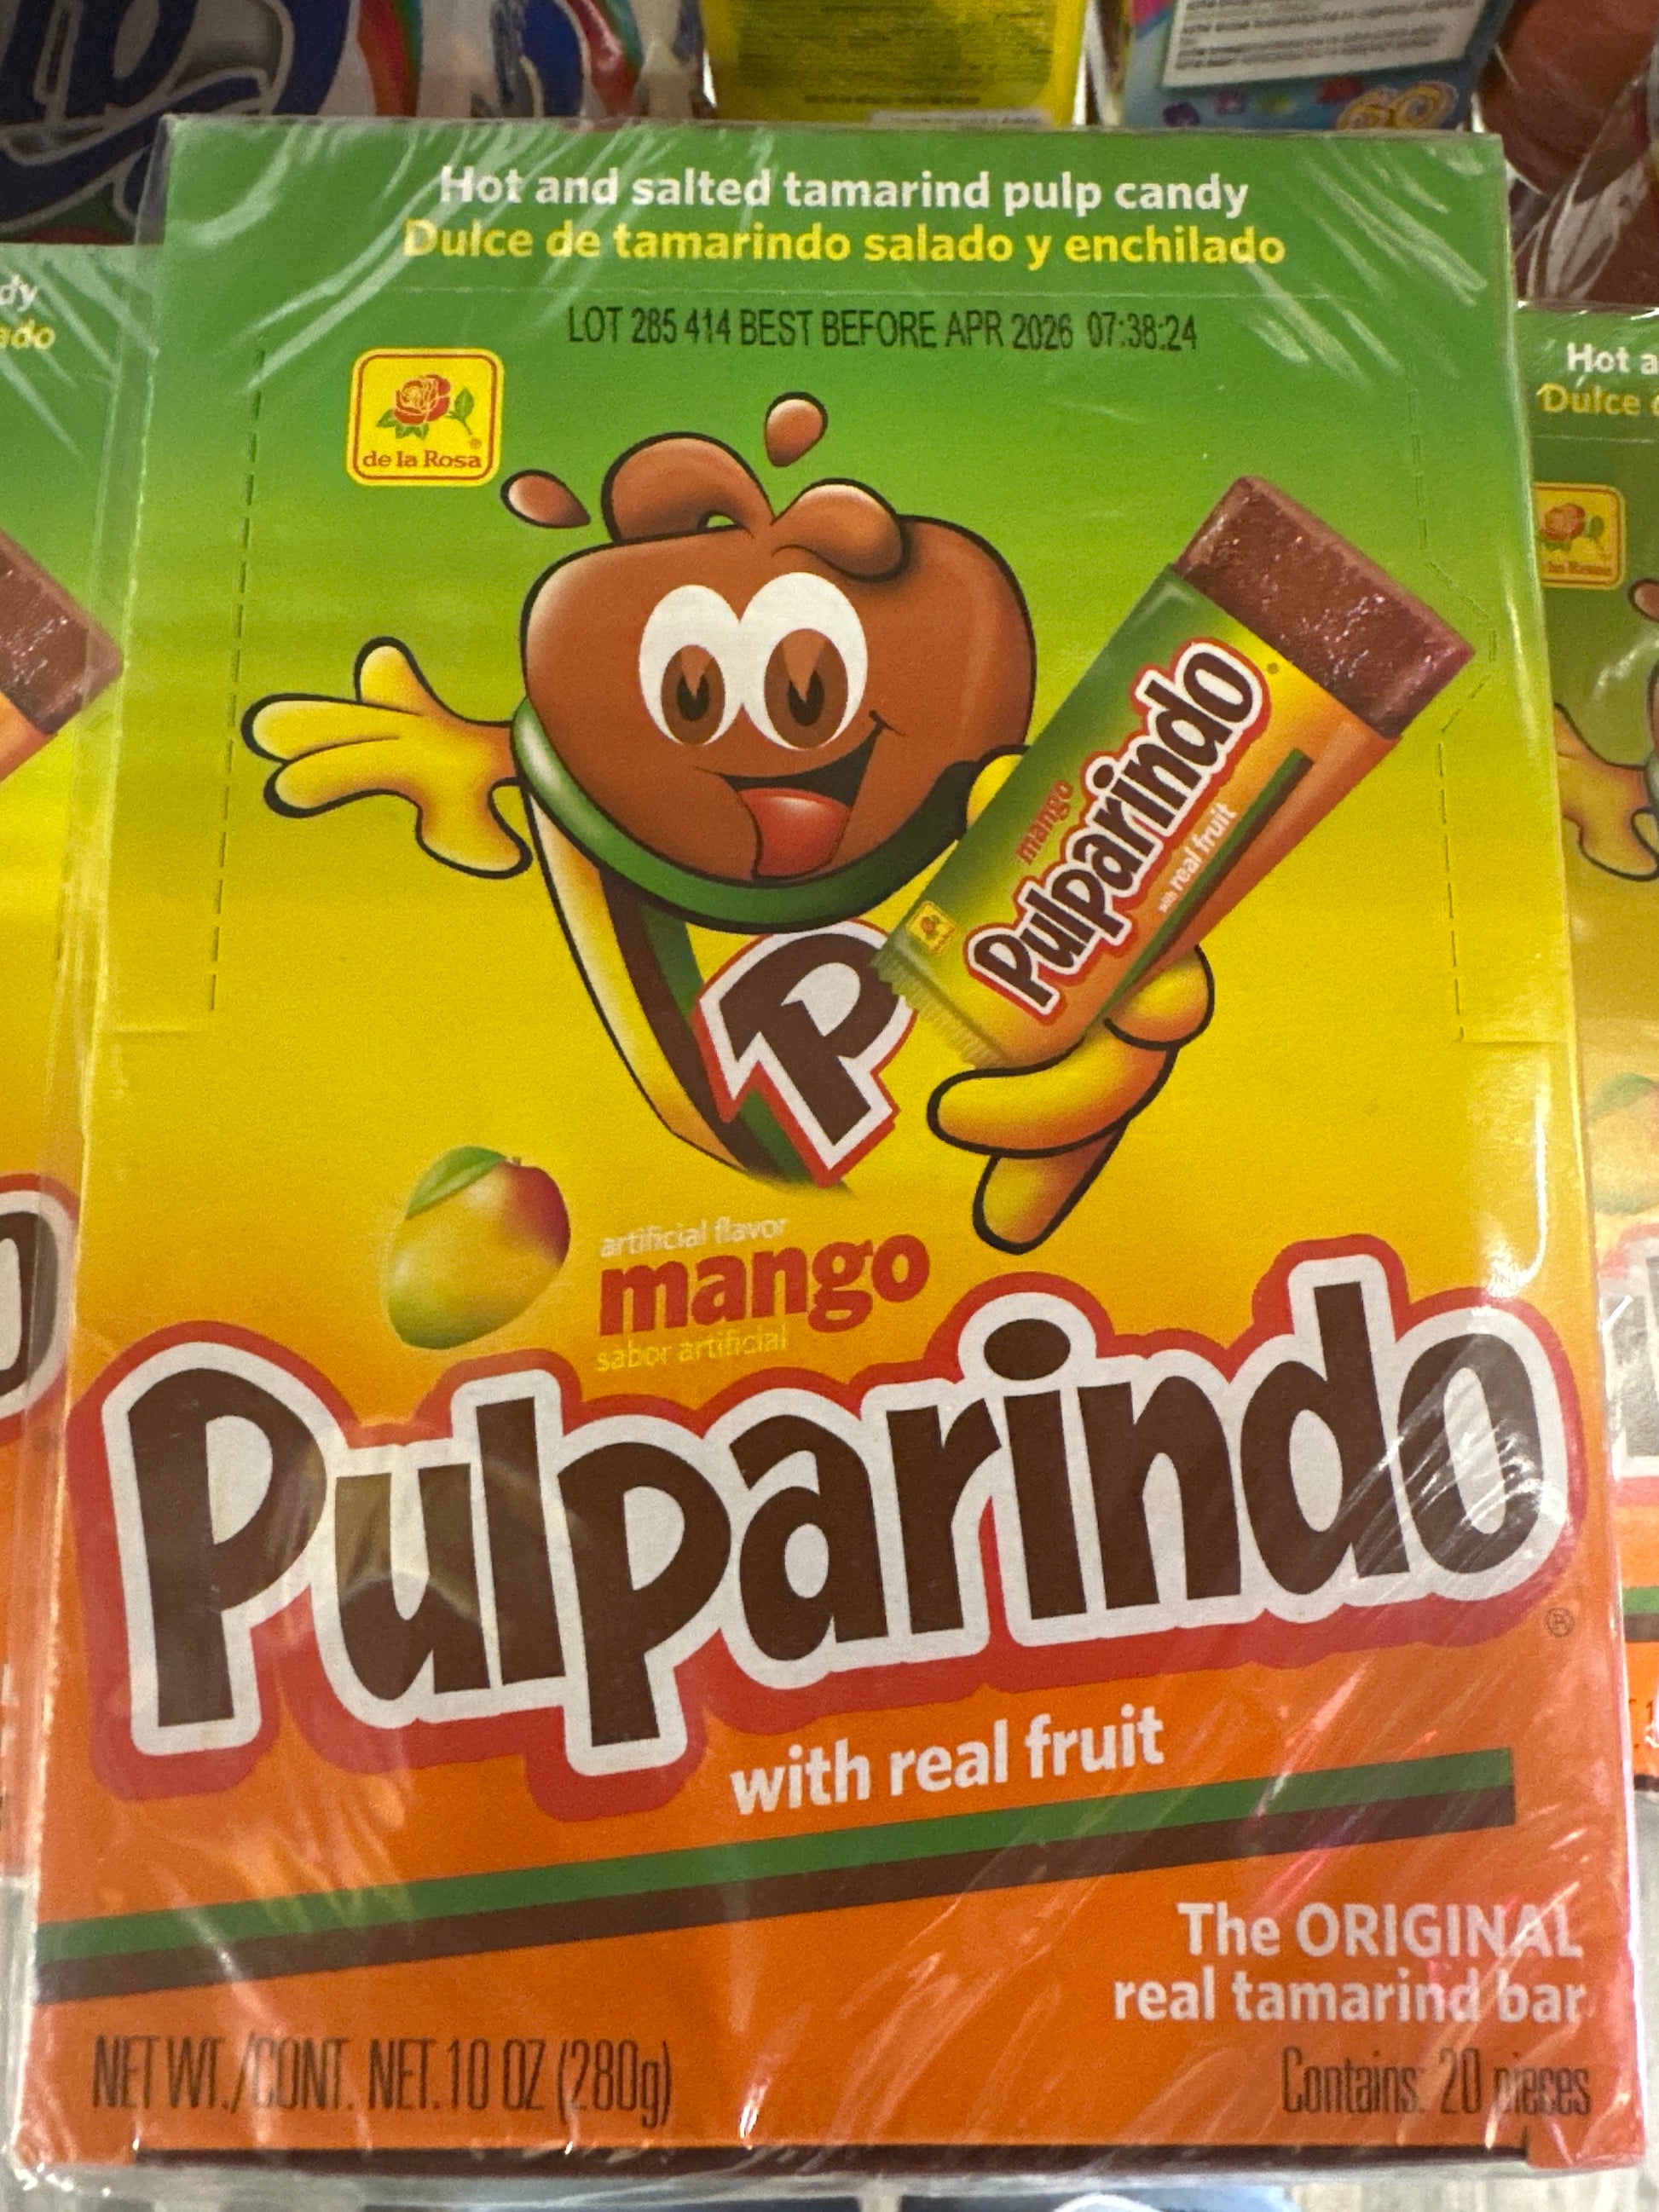 Hot and salted tamarind pulp candy
Dulce de tamarindo salado y enchilado
LOT 285 414 BEST BEFORE APR 2026 07:38:24
de la Rosa
mango
Pulparindo
with real fruit
P
artificial flavor
mango
sabor artificial
Pulparindo
with real fruit
The ORIGINAL
real tamarind bar
NET WT./CONT. NET.10 OZ (280g)
Contains: 20 pieces
Hot a
Dulce